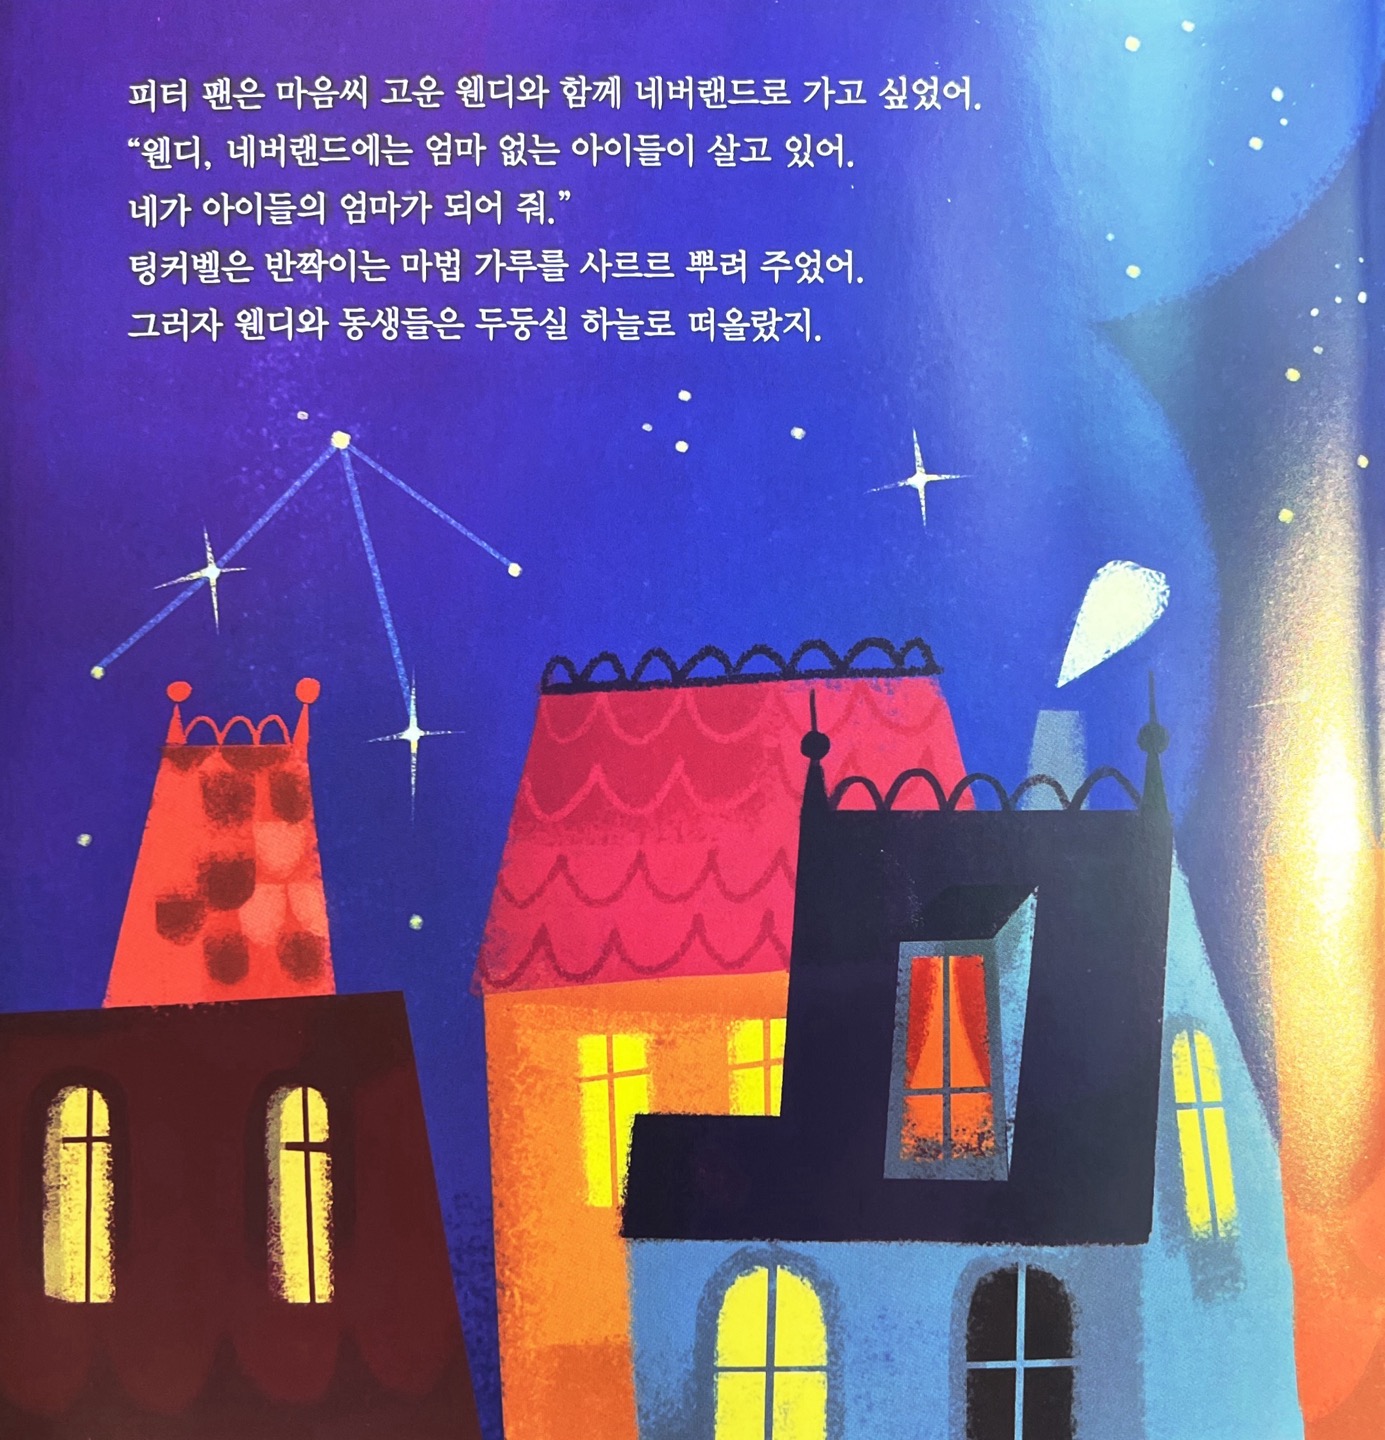 피터 팬은 마음씨 고운 웬디와 함께 네버랜드로 가고 싶었어.
“웬디, 네버랜드에는 엄마 없는 아이들이 살고 있어.
네가 아이들의 엄마가 되어 줘.”
팅커벨은 반짝이는 마법 가루를 사르르 뿌려 주었어.
그러자 웬디와 동생들은 두둥실 하늘로 떠올랐지.